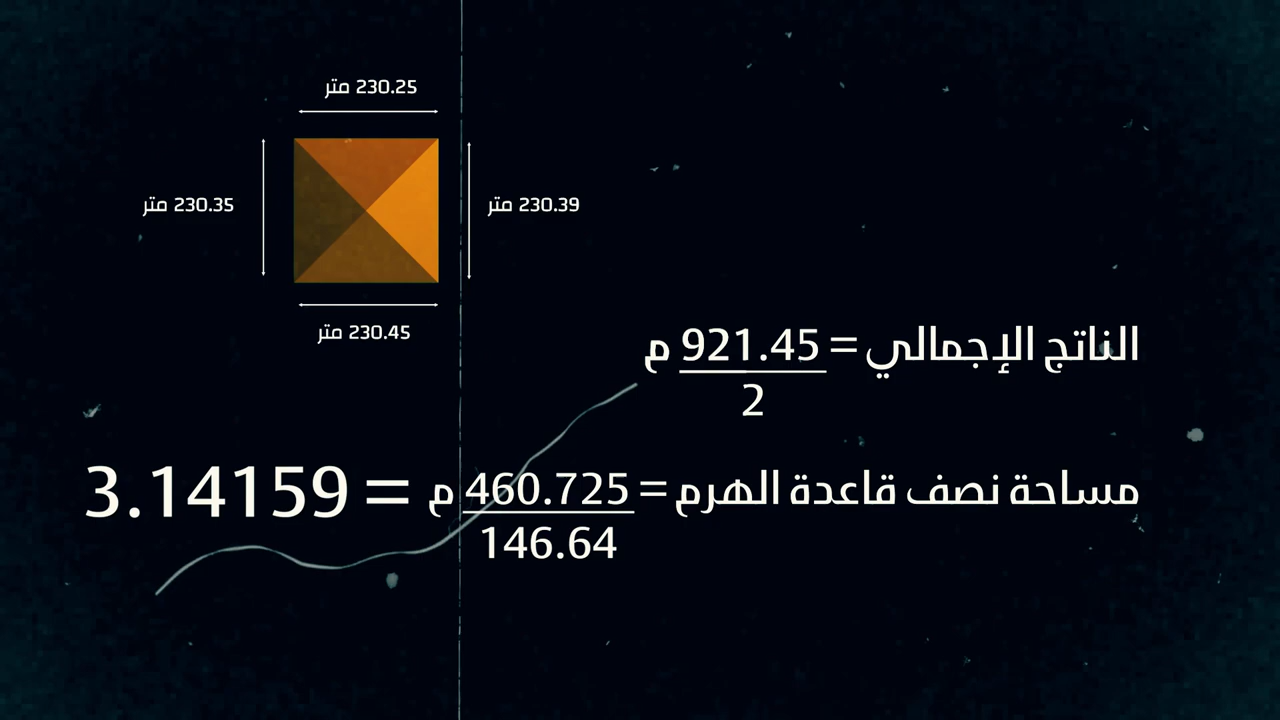 230.25 متر
230.35 متر
230.39 متر
230.45 متر
الناتج الإجمالي = 921.45 م
2
مساحة نصف قاعدة الهرم = 460.725 م = 3.14159
146.64